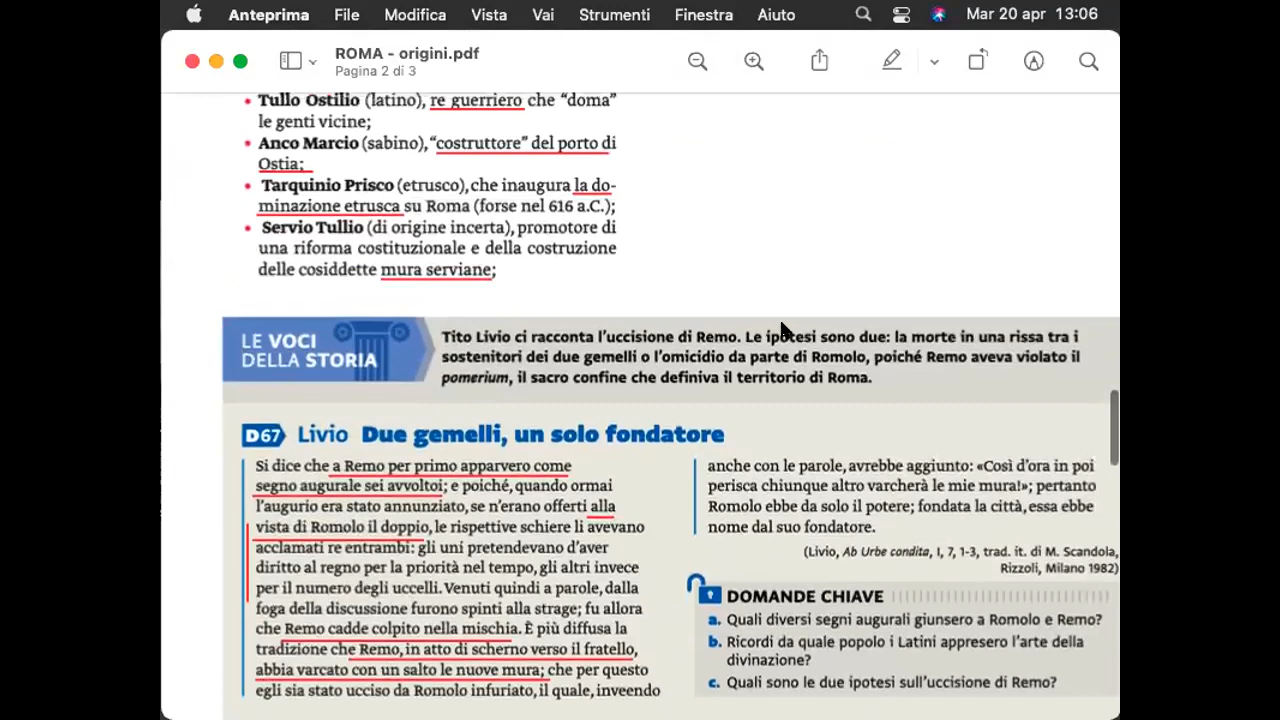 Anteprima File Modifica Vista Vai Strumenti Finestra Aiuto Mar 20 apr 13:06
ROMA - origini.pdf
Pagina 2 di 3
• Tullo Ostilio (latino), re guerriero che “doma”
le genti vicine;
• Anco Marcio (sabino), “costruttore” del porto di
Ostia;
• Tarquinio Prisco (etrusco), che inaugura la do-
minazione etrusca su Roma (forse nel 616 a.C.);
• Servio Tullio (di origine incerta), promotore di
una riforma costituzionale e della costruzione
delle cosiddette mura serviane;
LE VOCI
DELLA STORIA
Tito Livio ci racconta l’uccisione di Remo. Le ipotesi sono due: la morte in una rissa tra i
sostenitori dei due gemelli o l’omicidio da parte di Romolo, poiché Remo aveva violato il
pomerium, il sacro confine che definiva il territorio di Roma.
D67 Livio Due gemelli, un solo fondatore
Si dice che a Remo per primo apparvero come
segno augurale sei avvoltoi; e poiché, quando ormai
l’augurio era stato annunziato, se n’erano offerti alla
vista di Romolo il doppio, le rispettive schiere li avevano
acclamati re entrambi: gli uni pretendevano d’aver
diritto al regno per la priorità nel tempo, gli altri invece
per il numero degli uccelli. Venuti quindi a parole, dalla
foga della discussione furono spinti alla strage; fu allora
che Remo cadde colpito nella mischia. È più diffusa la
tradizione che Remo, in atto di scherno verso il fratello,
abbia varcato con un salto le nuove mura; che per questo
egli sia stato ucciso da Romolo infuriato, il quale, inveendo
anche con le parole, avrebbe aggiunto: «Così d’ora in poi
perisca chiunque altro varcherà le mie mura!»; pertanto
Romolo ebbe da solo il potere; fondata la città, essa ebbe
nome dal suo fondatore.
(Livio, Ab Urbe condita, I, 7, 1-3, trad. it. di M. Scandola,
Rizzoli, Milano 1982)
DOMANDE CHIAVE
a. Quali diversi segni augurali giunsero a Romolo e Remo?
b. Ricordi da quale popolo i Latini appresero l’arte della
divinazione?
c. Quali sono le due ipotesi sull’uccisione di Remo?